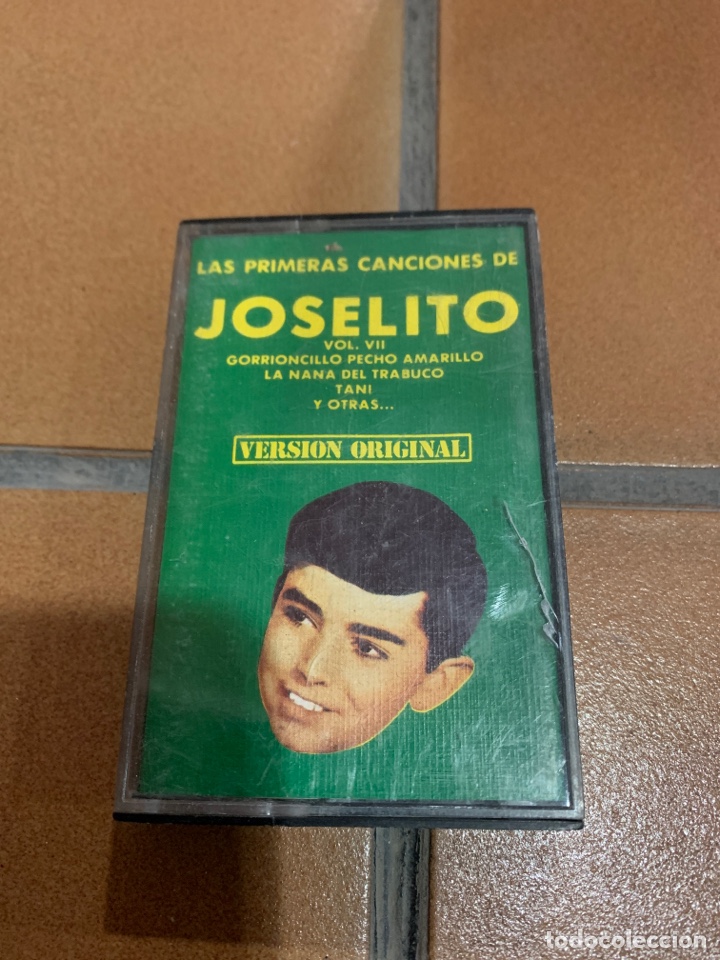 LAS PRIMERAS CANCIONES DE
JOSELITO
VOL. VII
GORRIONCILLO PECHO AMARILLO
LA NANA DEL TRABUCO
TANI
Y OTRAS...
VERSION ORIGINAL
todocoleccion